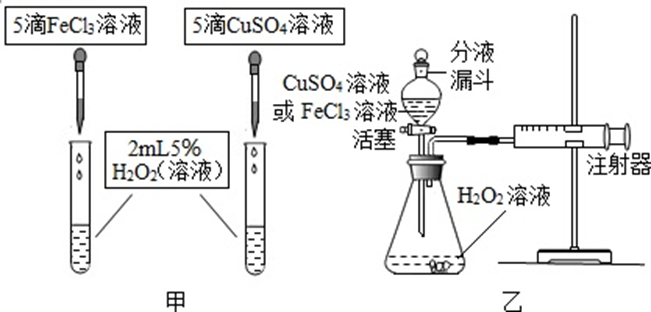 5滴FeCl3溶液
5滴CuSO4溶液
2mL5%
H2O2(溶液)
甲
CuSO4溶液
或 FeCl3溶液
活塞
分液
漏斗
注射器
H2O2溶液
乙